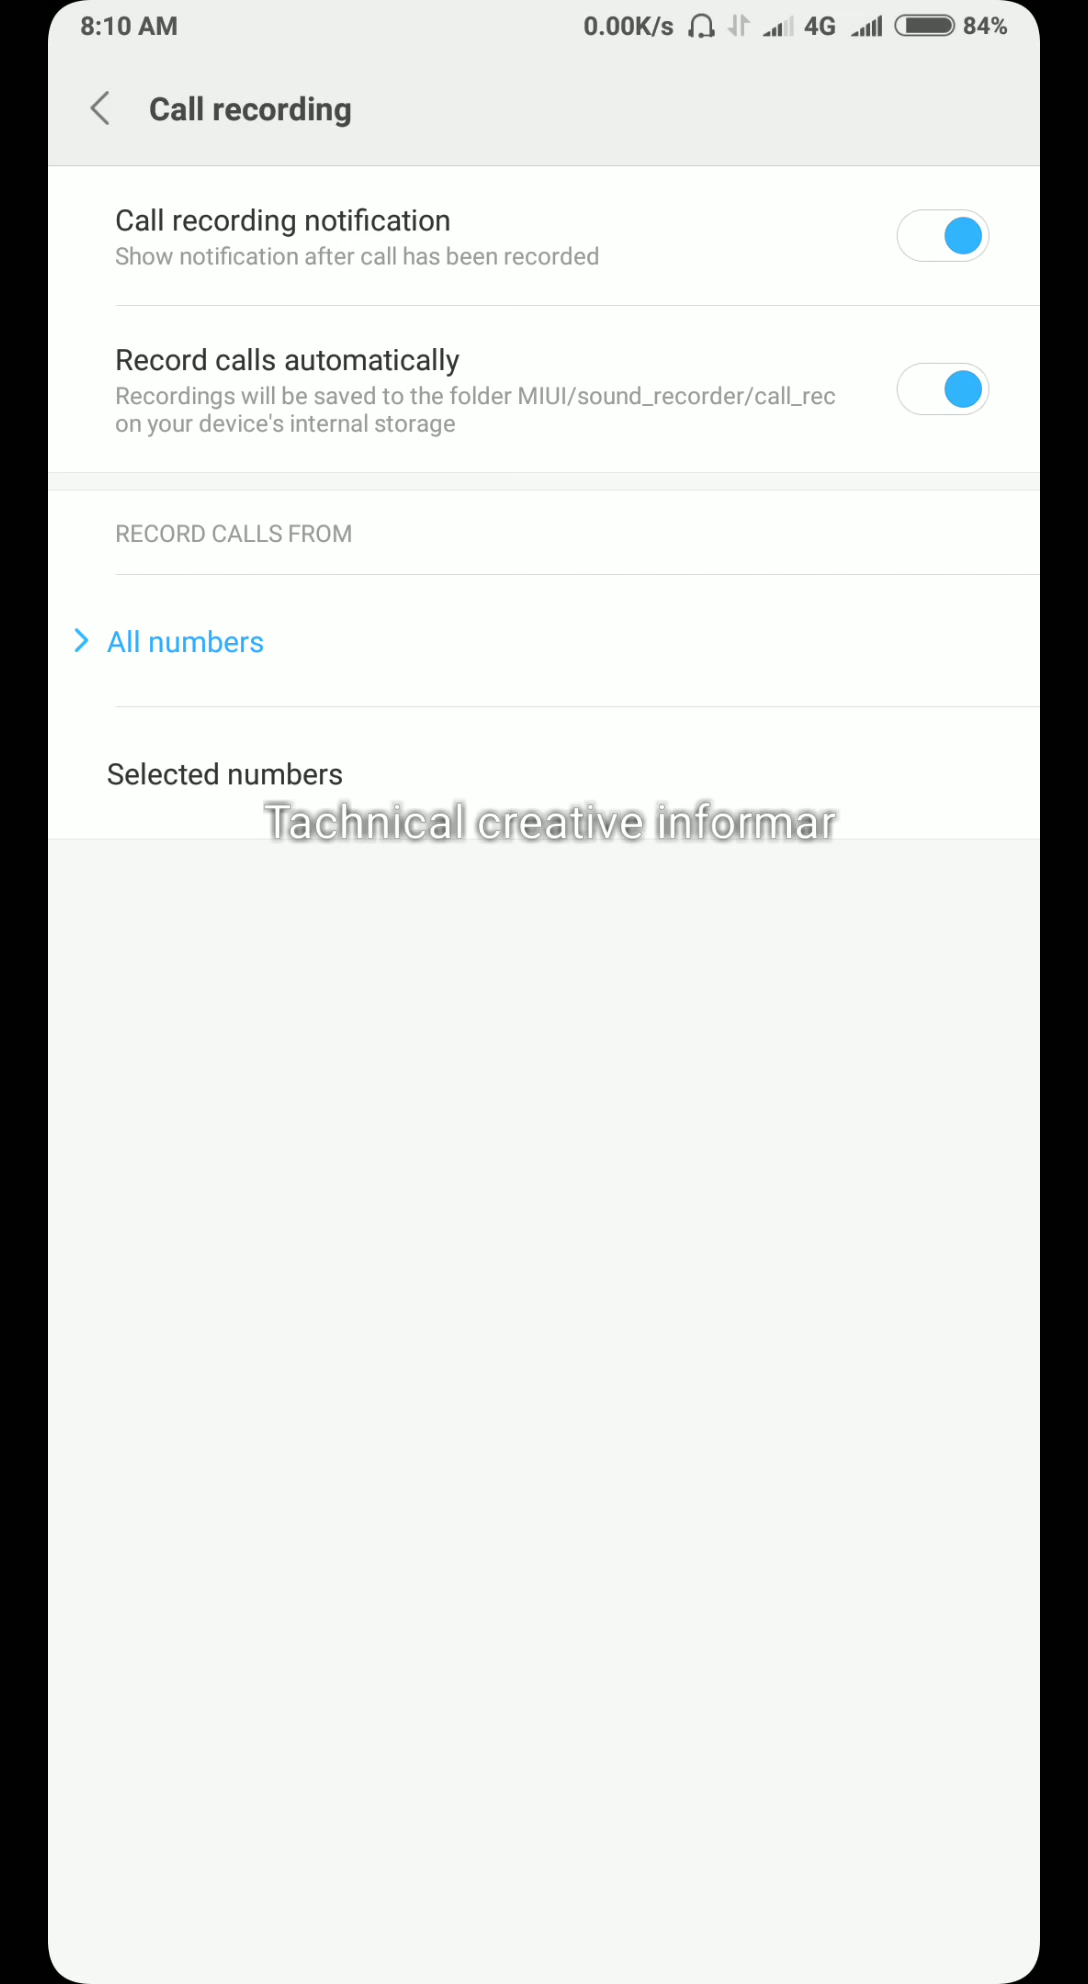 8:10 AM 0.00K/s 4G 84%
Call recording
Call recording notification
Show notification after call has been recorded
Record calls automatically
Recordings will be saved to the folder MIUI/sound_recorder/call_rec
on your device's internal storage
RECORD CALLS FROM
All numbers
Selected numbers
Tachnical creative informar